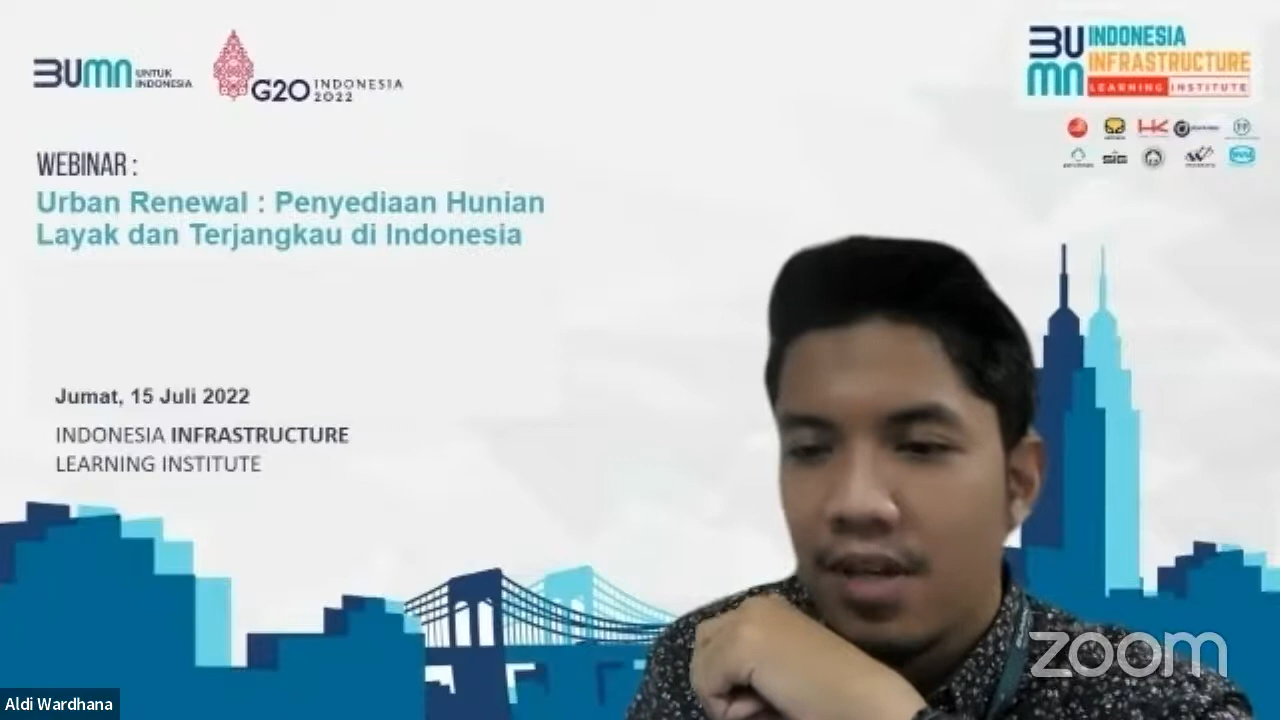 BUMN UNTUK INDONESIA
G20 INDONESIA 2022
BUMN INDONESIA
INFRASTRUCTURE
LEARNING INSTITUTE
HK
SIG
WEBINAR :
Urban Renewal : Penyediaan Hunian
Layak dan Terjangkau di Indonesia
Jumat, 15 Juli 2022
INDONESIA INFRASTRUCTURE
LEARNING INSTITUTE
zoom
Aldi Wardhana